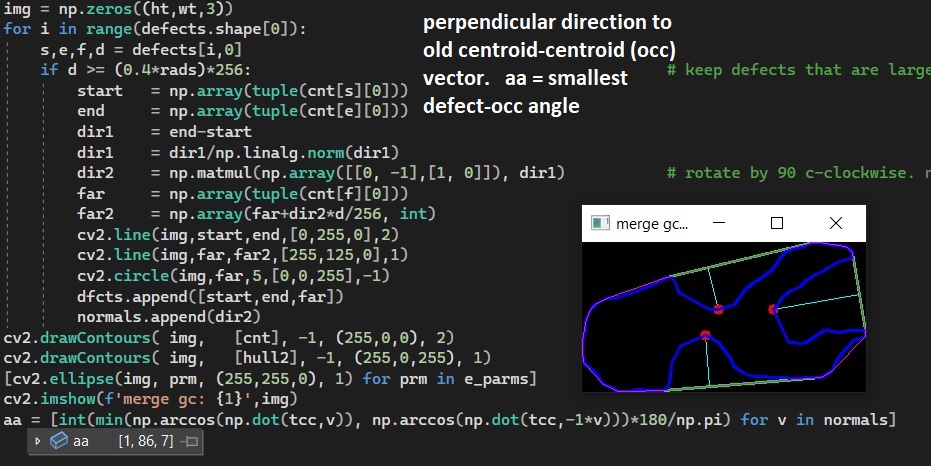 img = np.zeros((ht,wt,3))
for i in range(defects.shape[0]):
s,e,f,d = defects[i,0]
if d >= (0.4*rads)*256: # keep defects that are large
start = np.array(tuple(cnt[s][0]))
end = np.array(tuple(cnt[e][0]))
dir1 = end-start
dir1 = dir1/np.linalg.norm(dir1)
dir2 = np.matmul(np.array([[0, -1],[1, 0]]), dir1) # rotate by 90 c-clockwise. n
far = np.array(tuple(cnt[f][0]))
far2 = np.array(far+dir2*d/256, int)
cv2.line(img,start,end,[0,255,0],2)
cv2.line(img,far,far2,[255,125,0],1)
cv2.circle(img,far,5,[0,0,255],-1)
dfcts.append([start,end,far])
normals.append(dir2)
cv2.drawContours( img, [cnt], -1, (255,0,0), 2)
cv2.drawContours( img, [hull2], -1, (255,0,255), 1)
[cv2.ellipse(img, prm, (255,255,0), 1) for prm in e_parms]
cv2.imshow(f'merge gc: {1}',img)
aa = [int(min(np.arccos(np.dot(tcc,v)), np.arccos(np.dot(tcc,-1*v)))*180/np.pi) for v in normals]
aa [1, 86, 7]
perpendicular direction to
old centroid-centroid (occ)
vector. aa = smallest
defect-occ angle
merge gc...